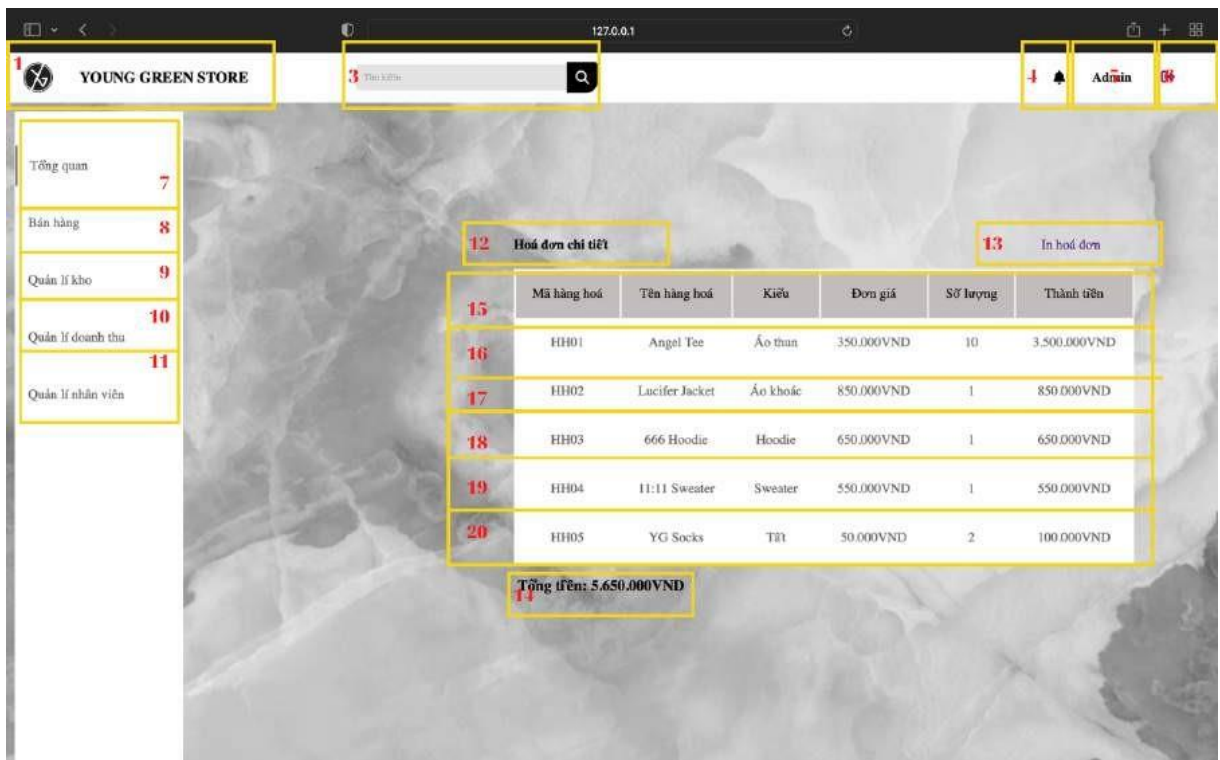 127.0.0.1
1 YOUNG GREEN STORE 3 Tìm kiếm 4 Admin
Tổng quan
7
Bán hàng 8
Quản lí kho 9
10
Quản lí doanh thu
11
Quản lí nhân viên
12 Hoá đơn chi tiết 13 In hoá đơn
15 Mã hàng hoá Tên hàng hoá Kiểu Đơn giá Số lượng Thành tiền
16 HH01 Angel Tee Áo thun 350.000VND 10 3.500.000VND
17 HH02 Lucifer Jacket Áo khoác 850.000VND 1 850.000VND
18 HH03 666 Hoodie Hoodie 650.000VND 1 650.000VND
19 HH04 11:11 Sweater Sweater 550.000VND 1 550.000VND
20 HH05 YG Socks Tất 50.000VND 2 100.000VND
Tổng tiền: 5.650.000VND
14